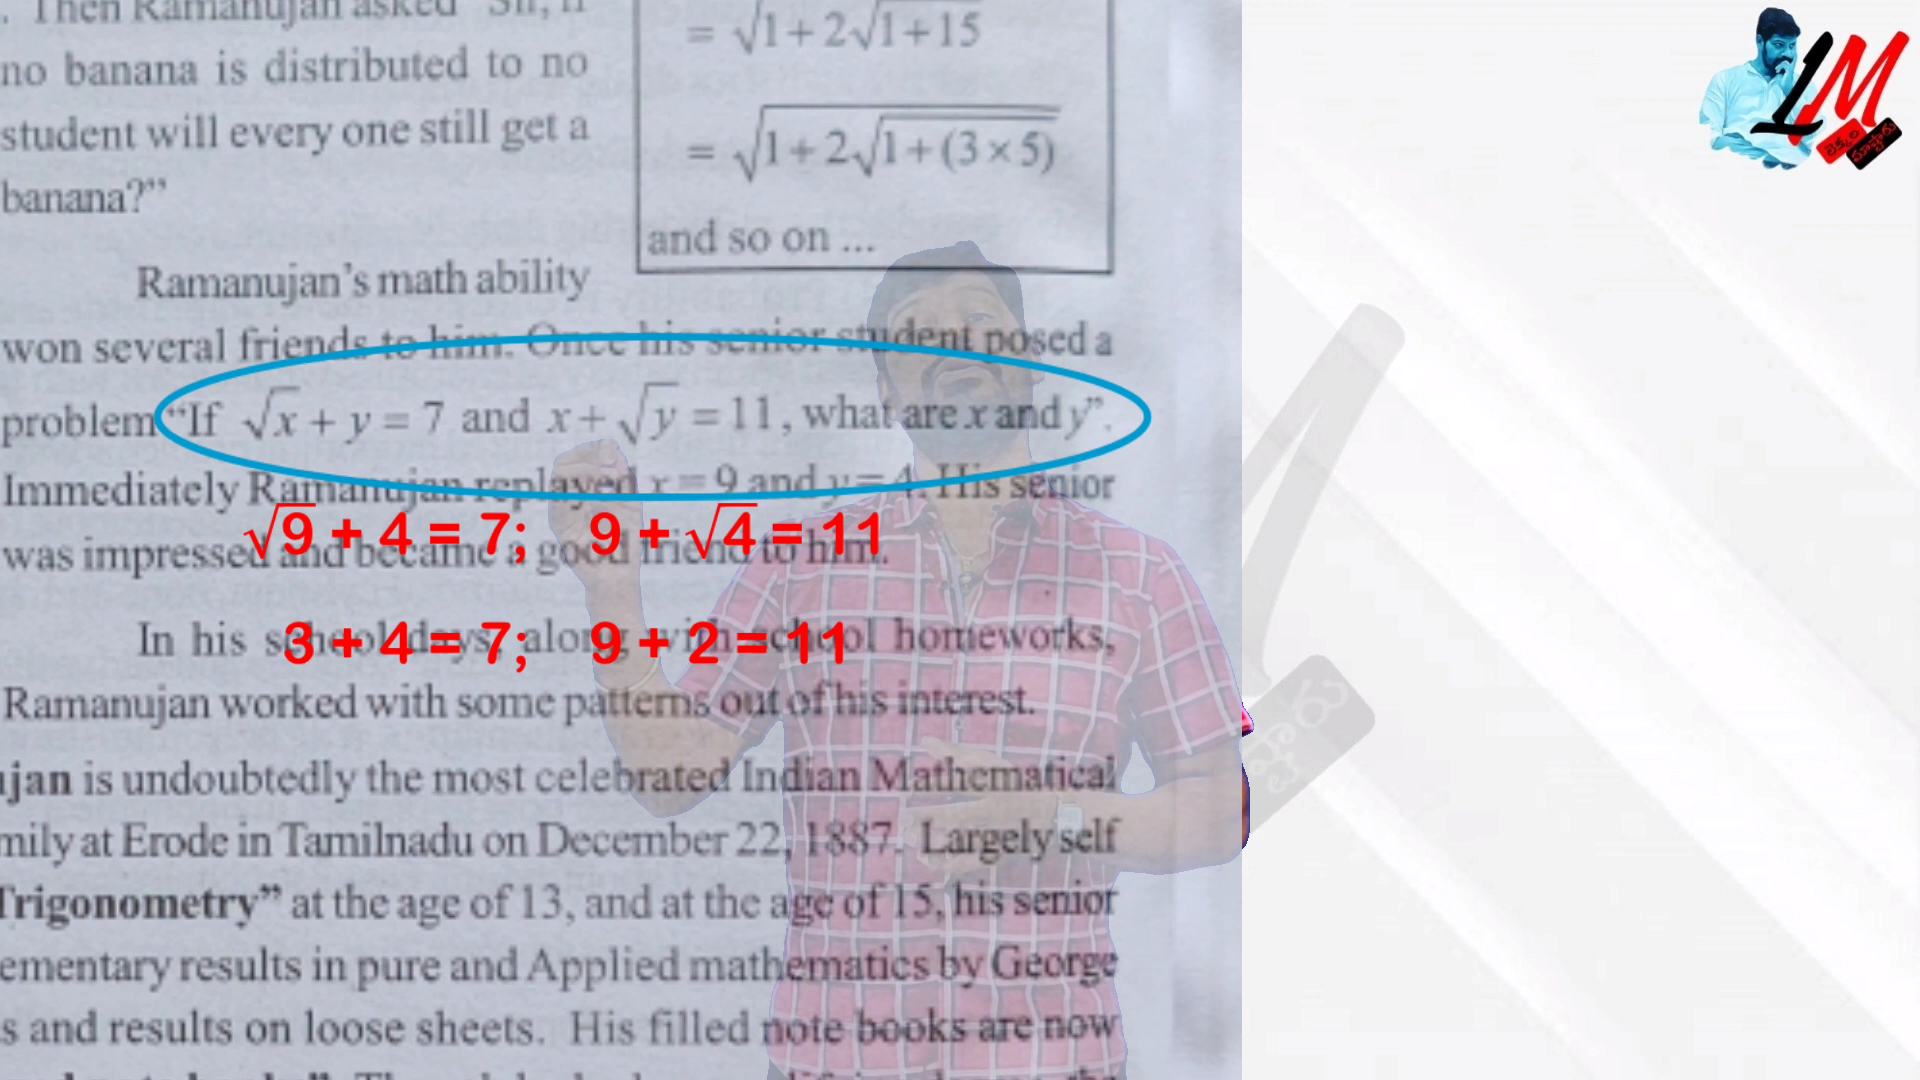 . Then Ramanujan asked "Sir, if
no banana is distributed to no
student will every one still get a
banana?”
= √1+2√1+15
= √1+2√1+(3×5)
and so on ...
Ramanujan’s math ability
won several friends to him. Once his senior student posed a
problem “If √x + y = 7 and x + √y = 11, what are x and y”.
Immediately Ramanujan replayed x = 9 and y = 4. His senior
was impressed and became a good friend to him.
√9 + 4 = 7; 9 + √4 = 11
In his school days, along with school homeworks,
3 + 4 = 7; 9 + 2 = 11
Ramanujan worked with some patterns out of his interest.
ujan is undoubtedly the most celebrated Indian Mathematical
mily at Erode in Tamilnadu on December 22, 1887. Largely self
Trigonometry” at the age of 13, and at the age of 15, his senior
ementary results in pure and Applied mathematics by George
s and results on loose sheets. His filled note books are now
LM